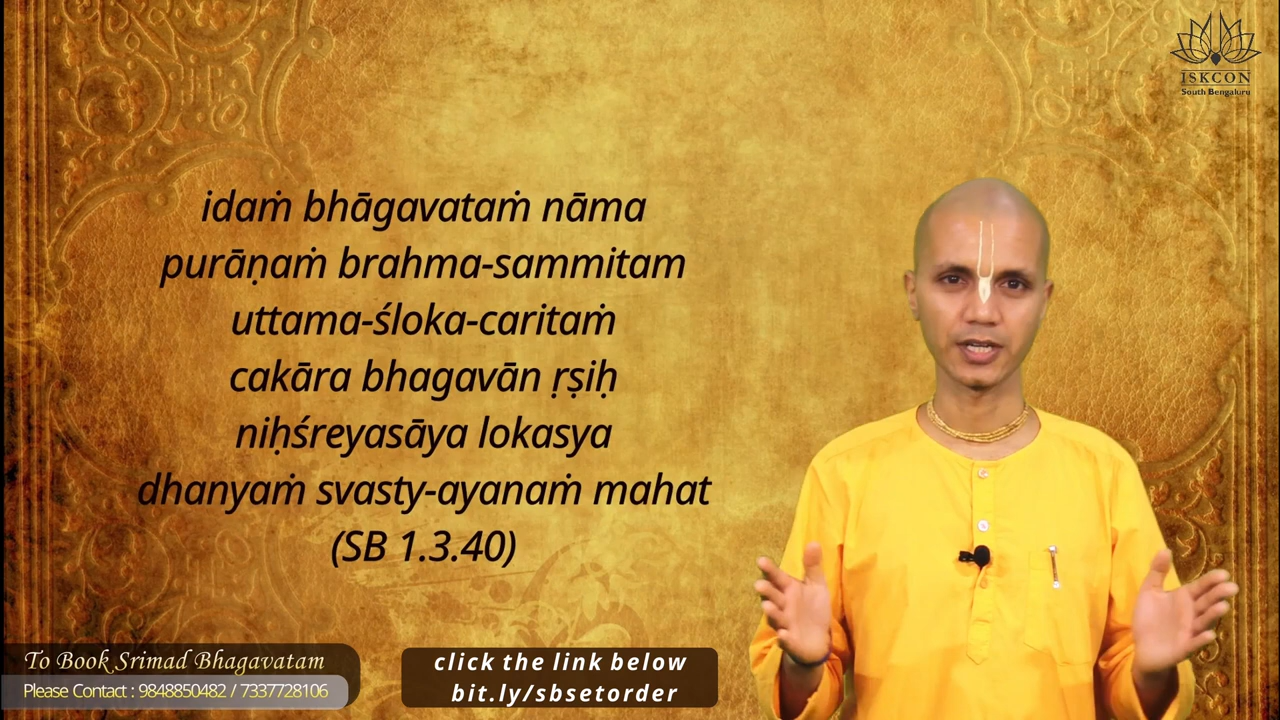 ISKCON
South Bengaluru
idaṁ bhāgavataṁ nāma
purāṇaṁ brahma-sammitam
uttama-śloka-caritaṁ
cakāra bhagavān ṛṣiḥ
niḥśreyasāya lokasya
dhanyaṁ svasty-ayanaṁ mahat
(SB 1.3.40)
To Book Srimad Bhagavatam
Please Contact : 9848850482 / 7337728106
click the link below
bit.ly/sbsetorder